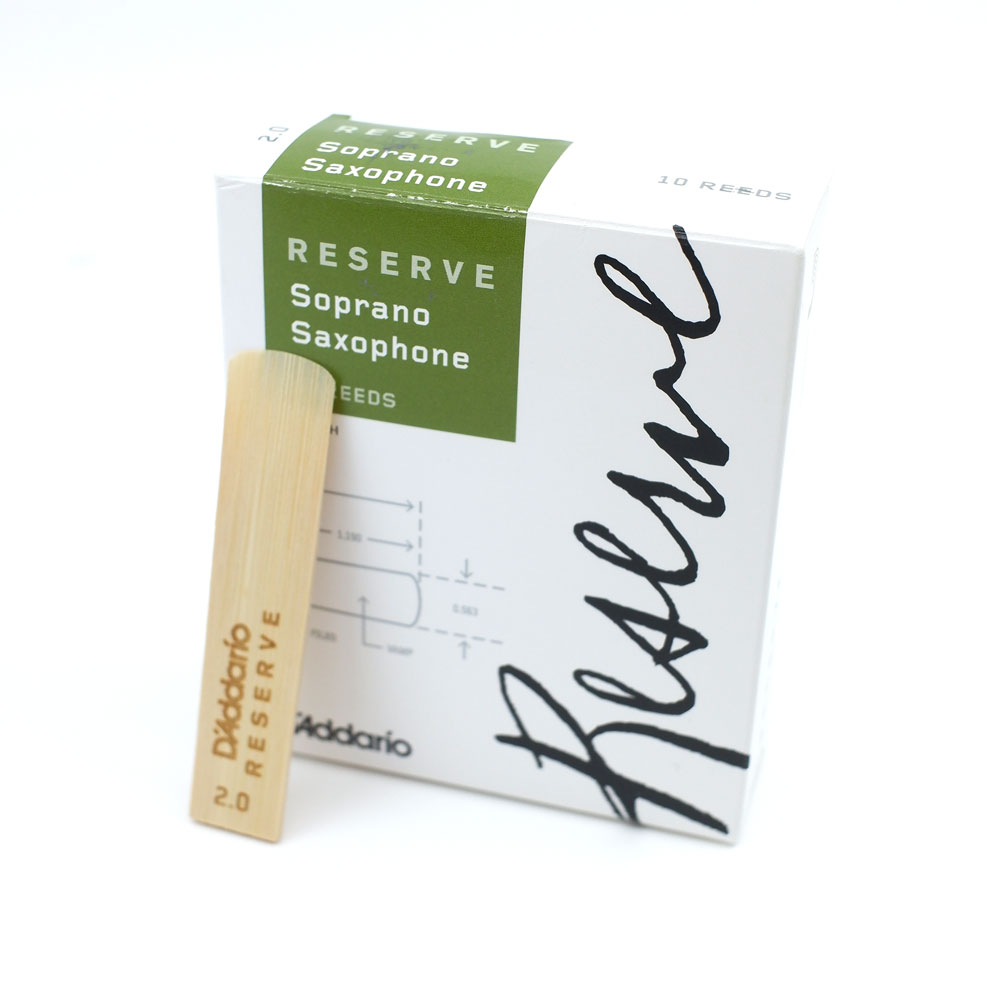 2.0
RESERVE
Soprano
Saxophone
10 REEDS
RESERVE
Soprano
Saxophone
REEDS
H
1.190
0.563
D'Addario
Reserve
D'Addario
RESERVE
2.0